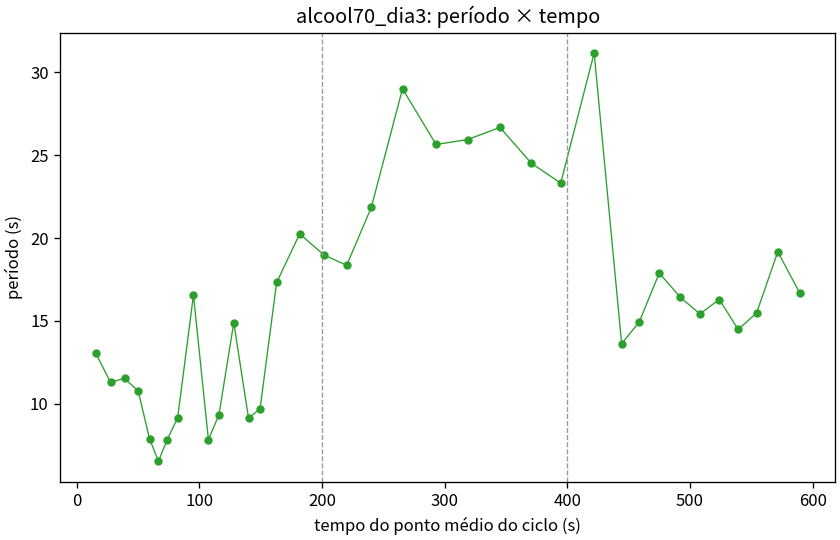 alcool70_dia3: período × tempo
período (s)
30
25
20
15
10
0 100 200 300 400 500 600
tempo do ponto médio do ciclo (s)